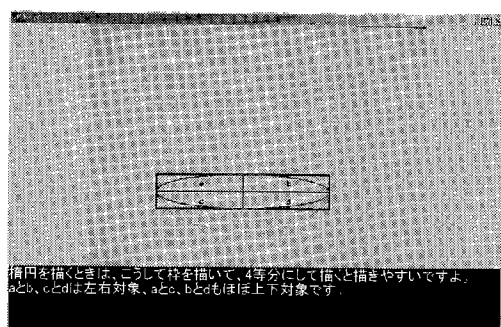 a b
c d
楕円を描くときは、こうして枠を描いて、4等分にして描くと描きやすいですよ。
aとb、cとdは左右対象、aとc、bとdもほぼ上下対象です。